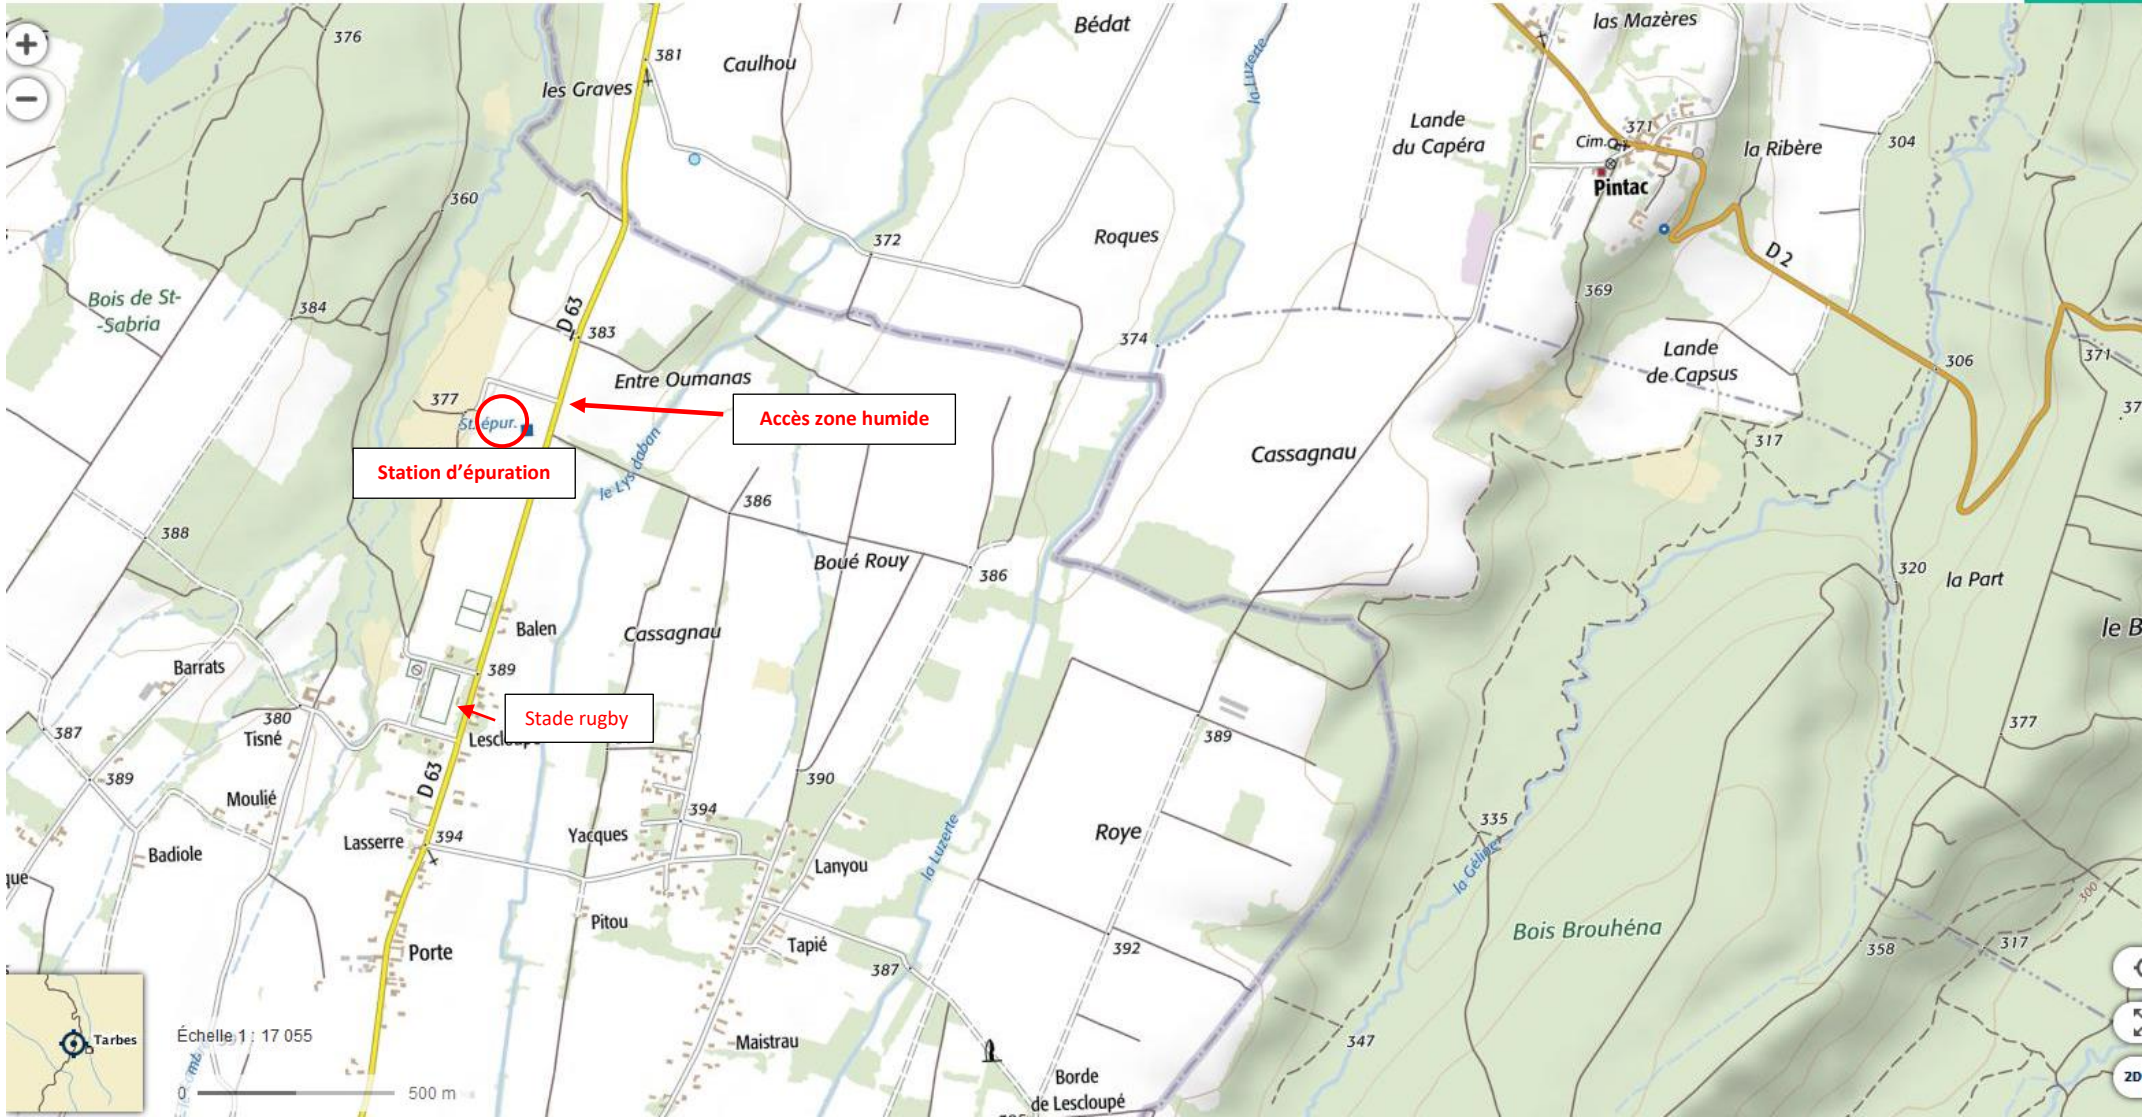 376
Bédat
las Mazères
381
Caulhou
les Graves
la Luzerte
Lande
du Capéra
371
Cim.
la Ribère
304
Pintac
360
372
Roques
D 2
Bois de St-
-Sabria
384
369
D 63
383
374
Lande
de Capsus
306
371
Entre Oumanas
377
St. épur.
Accès zone humide
37
Station d'épuration
le Lys daban
Cassagnau
317
386
388
Boué Rouy
386
320
la Part
le B
Balen
Cassagnau
Barrats
389
Stade rugby
380
Tisné
387
389
377
390
D 63
Moulié
394
Lasserre
394
Yacques
Roye
335
Badiole
Lanyou
la Luzerte
que
la Géline
300
Pitou
Bois Brouhéna
Porte
Tapié
392
358
317
387
Tarbes
Échelle 1 : 17 055
Maistrau
347
0
500 m
Borde
de Lescloupé
2D